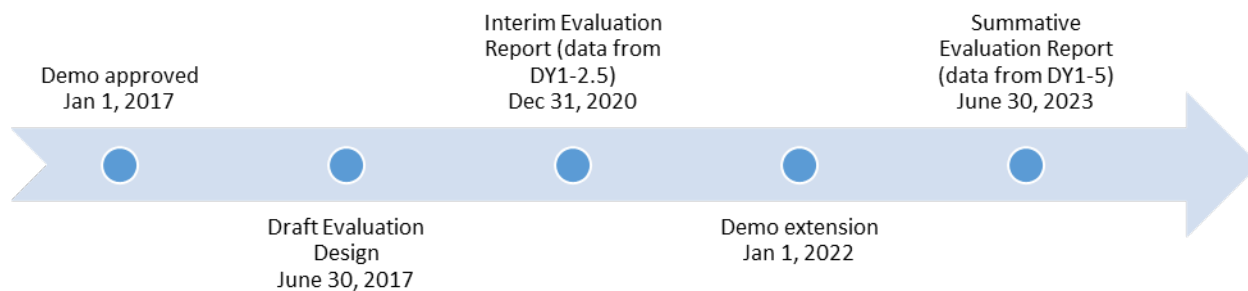 Demo approved
Jan 1, 2017
Draft Evaluation
Design
June 30, 2017
Interim Evaluation
Report (data from
DY1-2.5)
Dec 31, 2020
Demo extension
Jan 1, 2022
Summative
Evaluation Report
(data from DY1-5)
June 30, 2023